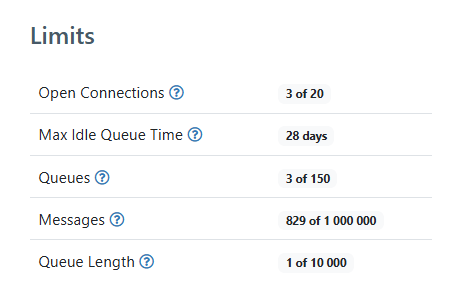 Limits
Open Connections 3 of 20
Max Idle Queue Time 28 days
Queues 3 of 150
Messages 829 of 1 000 000
Queue Length 1 of 10 000